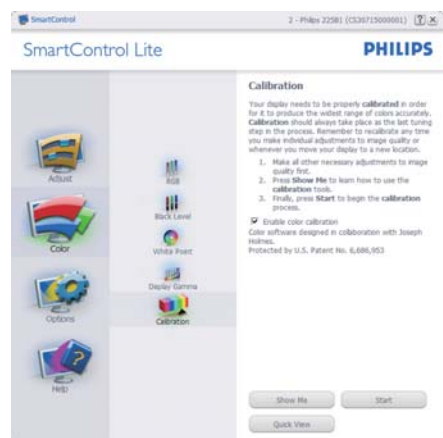 SmartControl
2 - Philips 225B1 (CS30715000001)
SmartControl Lite
PHILIPS
Adjust
Color
Options
Help
RGB
Black Level
White Point
Display Gamma
Calibration
Calibration
Your display needs to be properly calibrated in order
for it to produce the widest range of colors accurately.
Calibration should always take place as the last tuning
step in the process. Remember to recalibrate any time
you make individual adjustments to image quality or
whenever you move your display to a new location.
1. Make all other necessary adjustments to image
quality first.
2. Press Show Me to learn how to use the
calibration tools.
3. Finally, press Start to begin the calibration
process.
Enable color calibration
Color software designed in collaboration with Joseph
Holmes.
Protected by U.S. Patent No. 6,686,953
Show Me
Start
Quick View